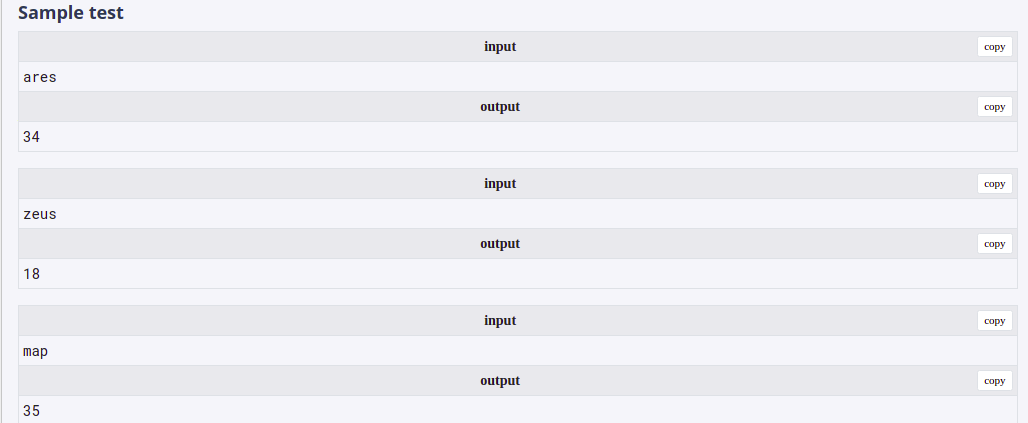 Sample test
input copy
ares
output copy
34
input copy
zeus
output copy
18
input copy
map
output copy
35